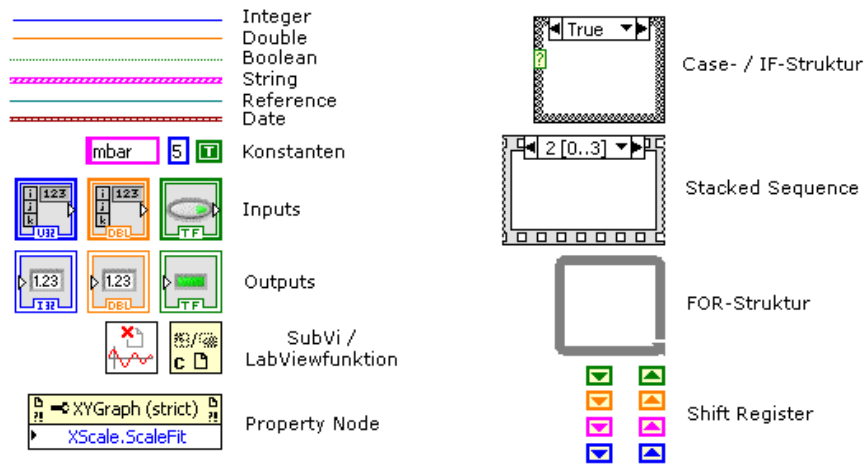 Integer
Double
Boolean
String
Reference
Date
mbar 5 T Konstanten
i 123 j k U32
i 123 j k DBL
TF
Inputs
1.23 I32
1.23 DBL
TF
Outputs
C
SubVi /
LabViewfunktion
XYGraph (strict)
XScale.ScaleFit
Property Node
True
?
Case- / IF-Struktur
2 [0..3]
Stacked Sequence
FOR-Struktur
Shift Register